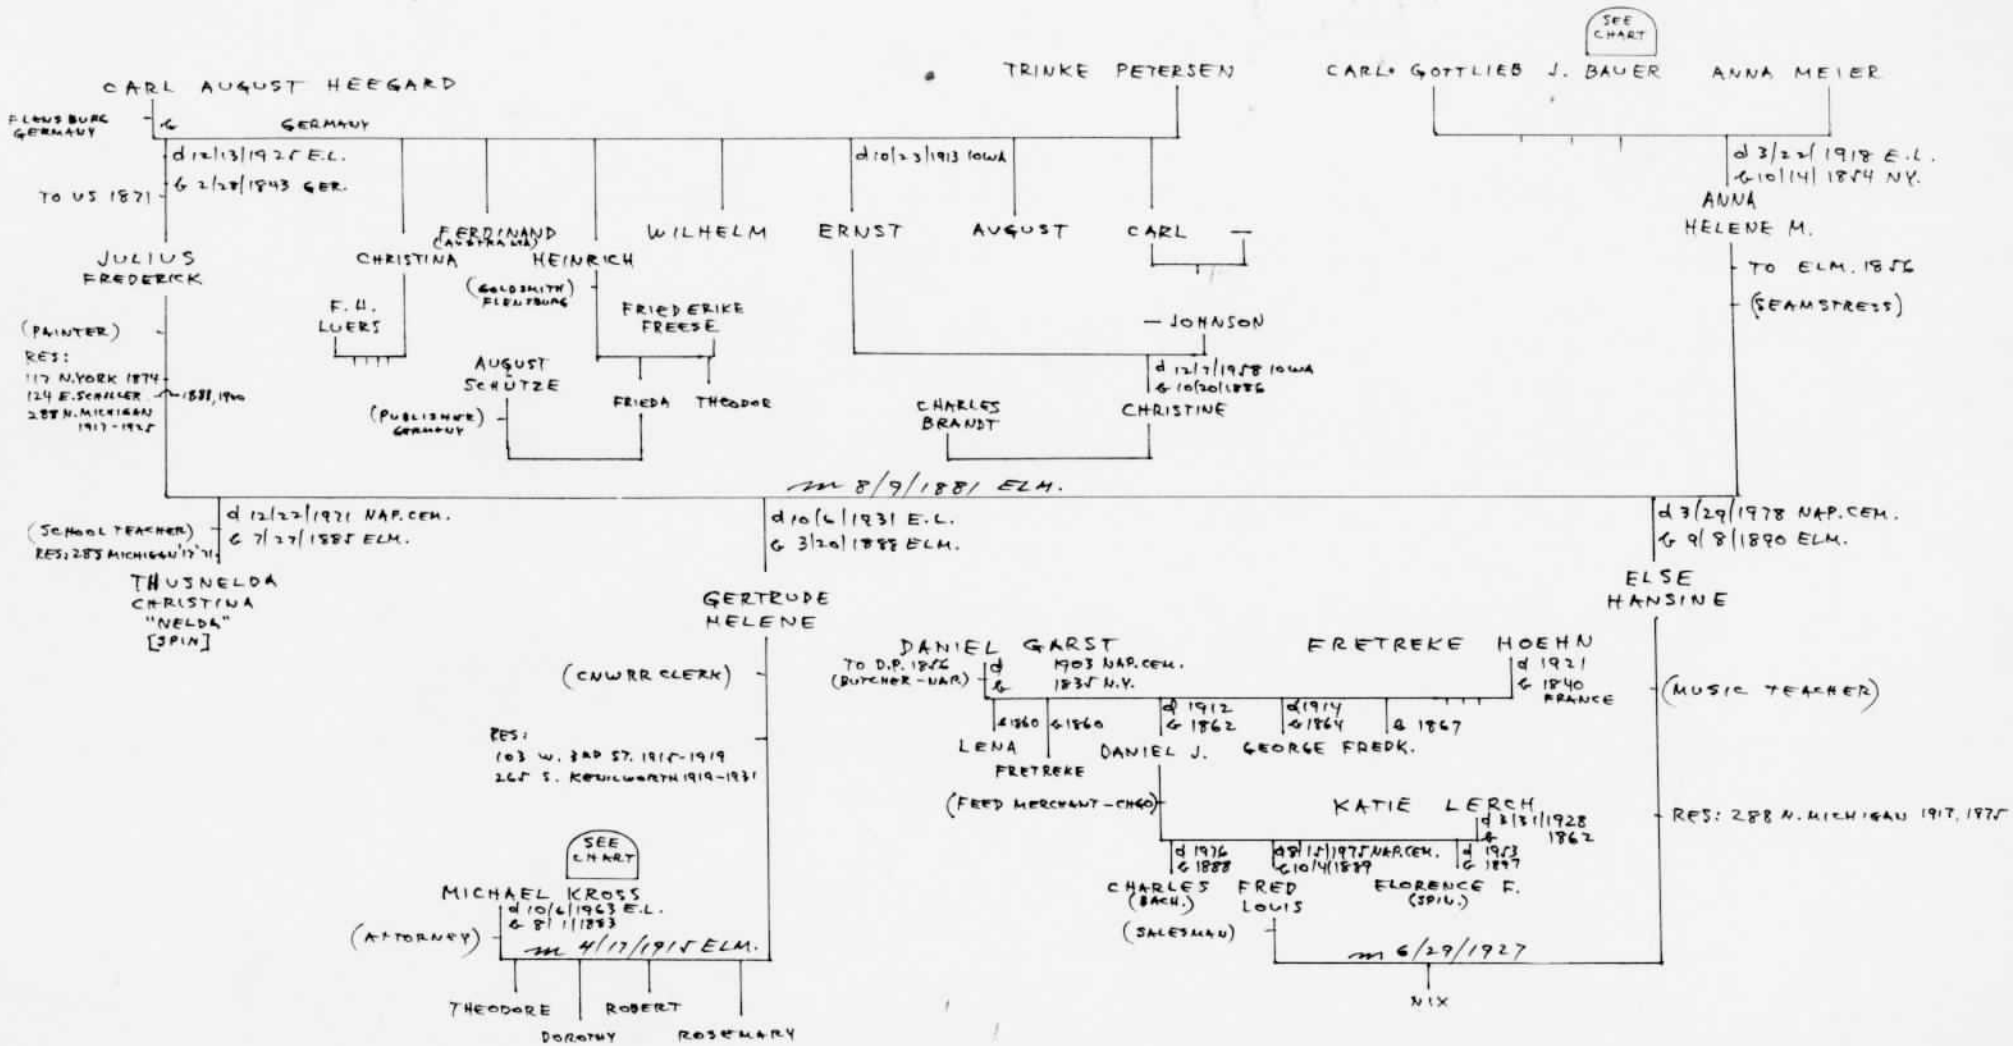 SEE
CHART
CARL AUGUST HEEGARD
TRINKE PETERSEN
CARL GOTTLIEB J. BAUER
ANNA MEIER
FLENSBURG
GERMANY
b GERMANY
d 12/13/1925 E.L.
b 2/28/1843 GER.
TO US 1871
d 10/23/1913 IOWA
d 3/22/1918 E.L.
b 10/14/1854 NY.
ANNA
HELENE M.
JULIUS
FREDERICK
CHRISTINA
FERDINAND
(AUSTRALIA)
HEINRICH
WILHELM
ERNST
AUGUST
CARL —
TO ELM. 1856
(SEAMSTRESS)
(GOLDSMITH)
FLENSBURG
F. H.
LUERS
FRIEDERIKE
FREESE
— JOHNSON
(PAINTER)
RES:
117 N. YORK 1874
124 E. SCHILLER 1888, 1900
288 N. MICHIGAN
1917-1925
AUGUST
SCHÜTZE
(PUBLISHER)
GERMANY
FRIEDA
THEODOR
d 12/7/1958 IOWA
b 10/20/1886
CHARLES
BRANDT
CHRISTINE
m 8/9/1881 ELM.
(SCHOOL TEACHER)
RES: 288 MICHIGAN '17 '71
d 12/22/1971 NAP. CEM.
b 7/27/1885 ELM.
THUSNELDA
CHRISTINA
"NELDA"
[SPIN]
d 10/6/1931 E.L.
b 3/20/1888 ELM.
GERTRUDE
HELENE
d 3/29/1978 NAP. CEM.
b 9/8/1890 ELM.
ELSE
HANSINE
(CNWRR CLERK)
RES:
103 W. 3RD ST. 1915-1919
265 S. KENILWORTH 1919-1931
DANIEL GARST
TO D.P. 1856
(BUTCHER-NAP.)
d 1903 NAP. CEM.
b 1835 N.Y.
FRETREKE HOEHN
d 1921
b 1840
FRANCE
(MUSIC TEACHER)
b 1860
b 1860
d 1912
b 1862
d 1914
b 1864
b 1867
LENA
FRETREKE
DANIEL J.
GEORGE FREDK.
(FEED MERCHANT-CHGO)
KATIE LERCH
d 3/31/1928
b 1862
RES: 288 N. MICHIGAN 1917, 1975
d 1976
b 1888
d 8/15/1975 NAP. CEM.
b 10/4/1889
d 1953
b 1897
CHARLES
(BACH.)
FRED
LOUIS
FLORENCE F.
(SPIN.)
(SALESMAN)
m 6/29/1927
NIX
SEE
CHART
MICHAEL KROSS
d 10/6/1963 E.L.
b 8/1/1883
(ATTORNEY)
m 4/17/1915 ELM.
THEODORE
DOROTHY
ROBERT
ROSEMARY